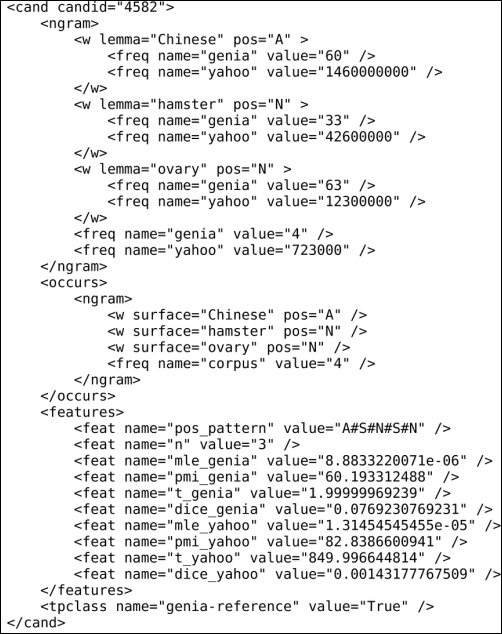 <cand candid="4582">
    <ngram>
        <w lemma="Chinese" pos="A" >
            <freq name="genia" value="60" />
            <freq name="yahoo" value="1460000000" />
        </w>
        <w lemma="hamster" pos="N" >
            <freq name="genia" value="33" />
            <freq name="yahoo" value="42600000" />
        </w>
        <w lemma="ovary" pos="N" >
            <freq name="genia" value="63" />
            <freq name="yahoo" value="12300000" />
        </w>
        <freq name="genia" value="4" />
        <freq name="yahoo" value="723000" />
    </ngram>
    <occurs>
        <ngram>
            <w surface="Chinese" pos="A" />
            <w surface="hamster" pos="N" />
            <w surface="ovary" pos="N" />
            <freq name="corpus" value="4" />
        </ngram>
    </occurs>
    <features>
        <feat name="pos_pattern" value="A#S#N#S#N" />
        <feat name="n" value="3" />
        <feat name="mle_genia" value="8.8833220071e-06" />
        <feat name="pmi_genia" value="60.193312488" />
        <feat name="t_genia" value="1.99999969239" />
        <feat name="dice_genia" value="0.0769230769231" />
        <feat name="mle_yahoo" value="1.31454545455e-05" />
        <feat name="pmi_yahoo" value="82.8386600941" />
        <feat name="t_yahoo" value="849.996644814" />
        <feat name="dice_yahoo" value="0.00143177767509" />
    </features>
    <tpclass name="genia-reference" value="True" />
</cand>